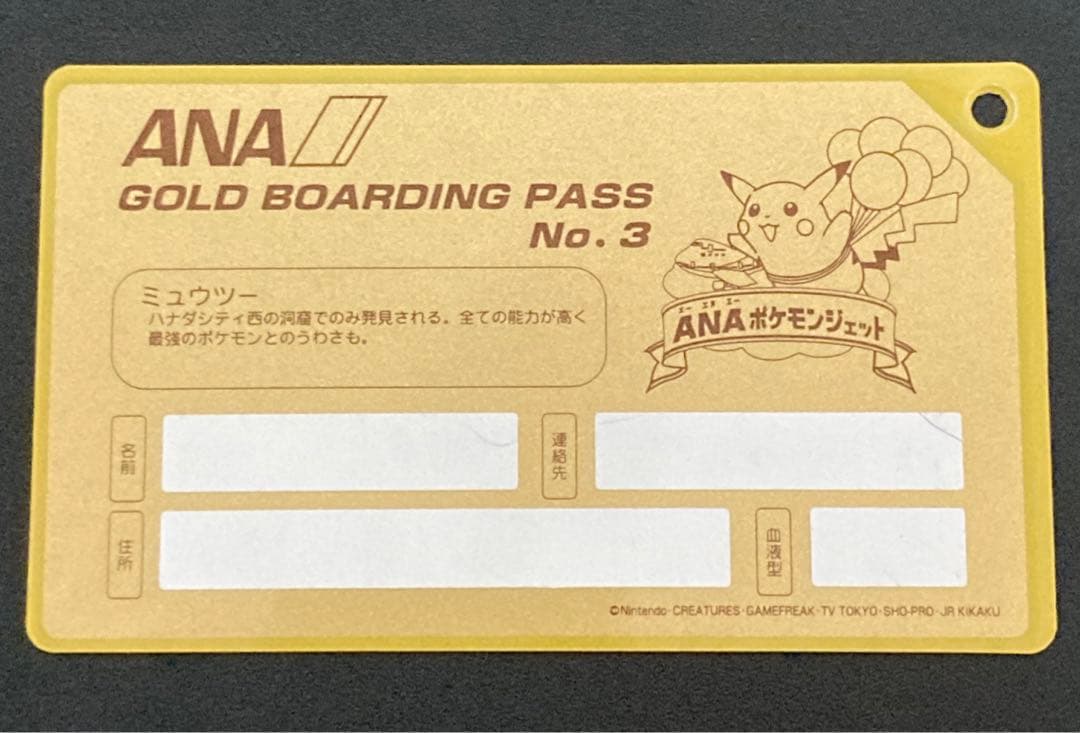 ANA
GOLD BOARDING PASS
No. 3
エー エヌ エー
ANAポケモンジェット
ミュウツー
ハナダシティ西の洞窟でのみ発見される。全ての能力が高く
最強のポケモンとのうわさも。
名前
連絡先
住所
血液型
©Nintendo・CREATURES・GAMEFREAK・TV TOKYO・SHO-PRO・JR KIKAKU